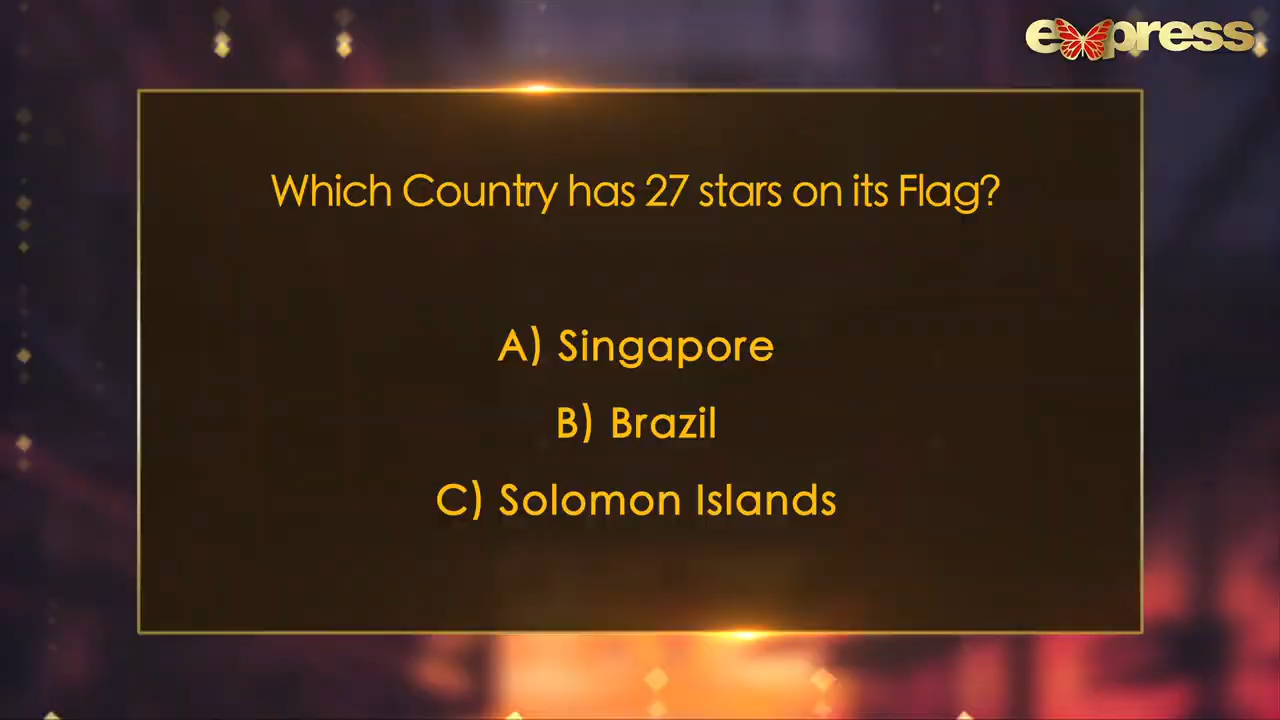 express
Which Country has 27 stars on its Flag?
A) Singapore
B) Brazil
C) Solomon Islands